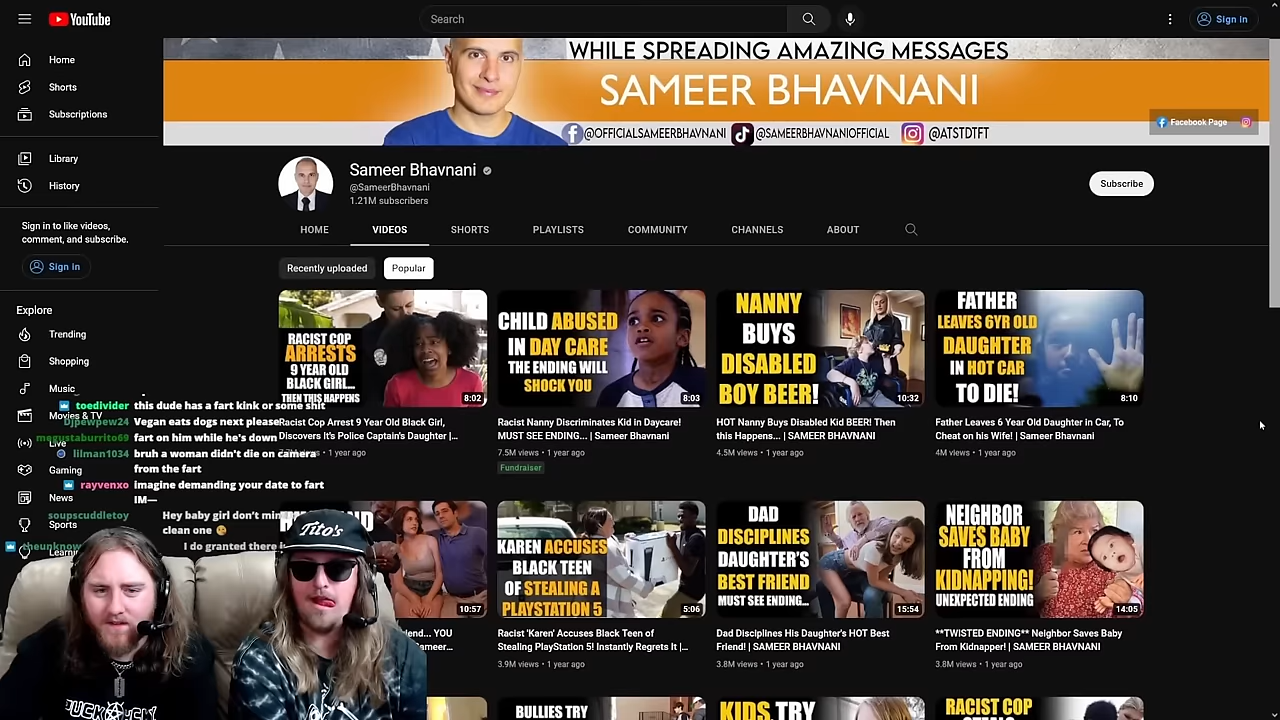 YouTube
Search
Sign in
Home
Shorts
Subscriptions
Library
History
Sign in to like videos,
comment, and subscribe.
Sign in
Explore
Trending
Shopping
Music
Movies & TV
Live
Gaming
News
Sports
WHILE SPREADING AMAZING MESSAGES
SAMEER BHAVNANI
@OFFICIALSAMEERBHAVNANI @SAMEERBHAVNANIOFFICIAL @ATSTDTFT
Facebook Page
Sameer Bhavnani
@SameerBhavnani
1.21M subscribers
Subscribe
HOME VIDEOS SHORTS PLAYLISTS COMMUNITY CHANNELS ABOUT
Recently uploaded Popular
RACIST COP
ARRESTS
9 YEAR OLD
BLACK GIRL...
THEN THIS HAPPENS
8:02
Racist Cop Arrest 9 Year Old Black Girl,
Discovers It's Police Captain's Daughter |...
views • 1 year ago
CHILD ABUSED
IN DAY CARE
THE ENDING WILL
SHOCK YOU
8:03
Racist Nanny Discriminates Kid in Daycare!
MUST SEE ENDING... | Sameer Bhavnani
7.5M views • 1 year ago
Fundraiser
NANNY
BUYS
DISABLED
BOY BEER!
10:32
HOT Nanny Buys Disabled Kid BEER! Then
this Happens... | SAMEER BHAVNANI
4.5M views • 1 year ago
FATHER
LEAVES 6YR OLD
DAUGHTER
IN HOT CAR
TO DIE!
8:10
Father Leaves 6 Year Old Daughter in Car, To
Cheat on his Wife! | Sameer Bhavnani
4M views • 1 year ago
toedivider this dude has a fart kink or some shit
Djpewpew24 Vegan eats dogs next please
megustaburrito69 fart on him while he's down
lilman1034 bruh a woman didn't die on camera
from the fart
rayvenxo imagine demanding your date to fart
IM—
soupscuddletoy Hey baby girl don't min
clean one
I do granted there i
Tito's
10:57
YOU
1 year ago
KAREN ACCUSES
BLACK TEEN
OF STEALING A
PLAYSTATION 5
5:06
Racist 'Karen' Accuses Black Teen of
Stealing PlayStation 5! Instantly Regrets It |...
3.9M views • 1 year ago
DAD
DISCIPLINES
DAUGHTER'S
BEST FRIEND
MUST SEE ENDING...
15:54
Dad Disciplines His Daughter's HOT Best
Friend! | SAMEER BHAVNANI
3.8M views • 1 year ago
NEIGHBOR
SAVES BABY
FROM
KIDNAPPING!
UNEXPECTED ENDING
14:05
**TWISTED ENDING** Neighbor Saves Baby
From Kidnapper! | SAMEER BHAVNANI
3.8M views • 1 year ago
BULLIES TRY
KIDS TRY
RACIST COP